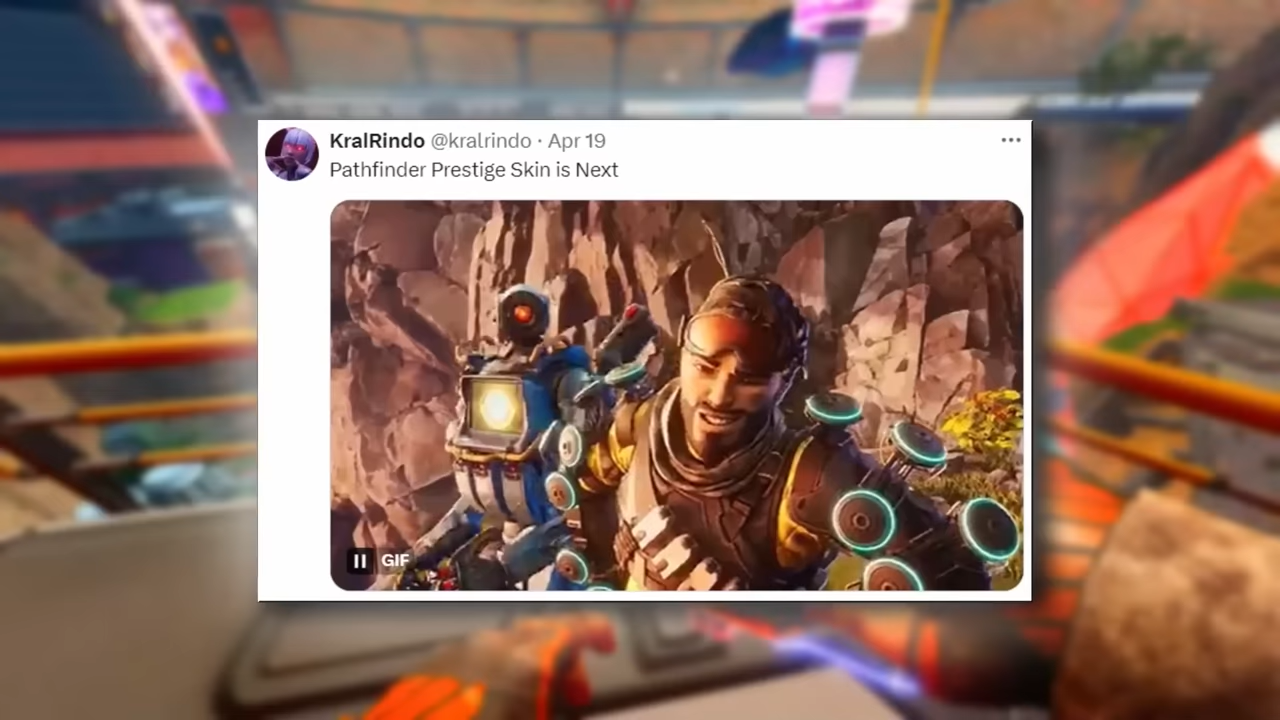 KralRindo @kralrindo · Apr 19
Pathfinder Prestige Skin is Next
GIF